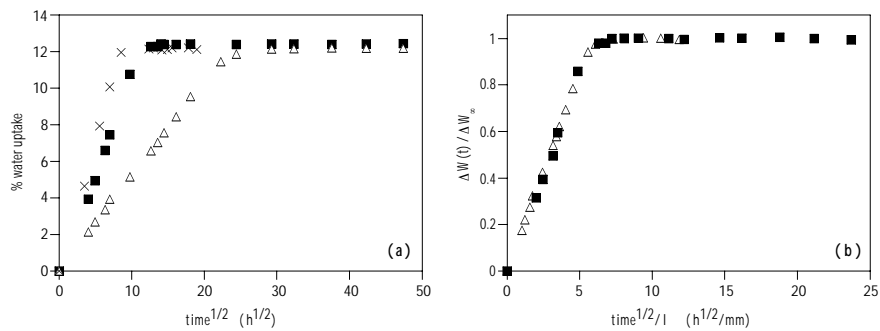 14
12
10
8
6
4
2
0
% water uptake
0 10 20 30 40 50
time1/2 (h1/2)
(a)
1
0.8
0.6
0.4
0.2
0
ΔW(t) / ΔW∞
0 5 10 15 20 25
time1/2/l (h1/2/mm)
(b)